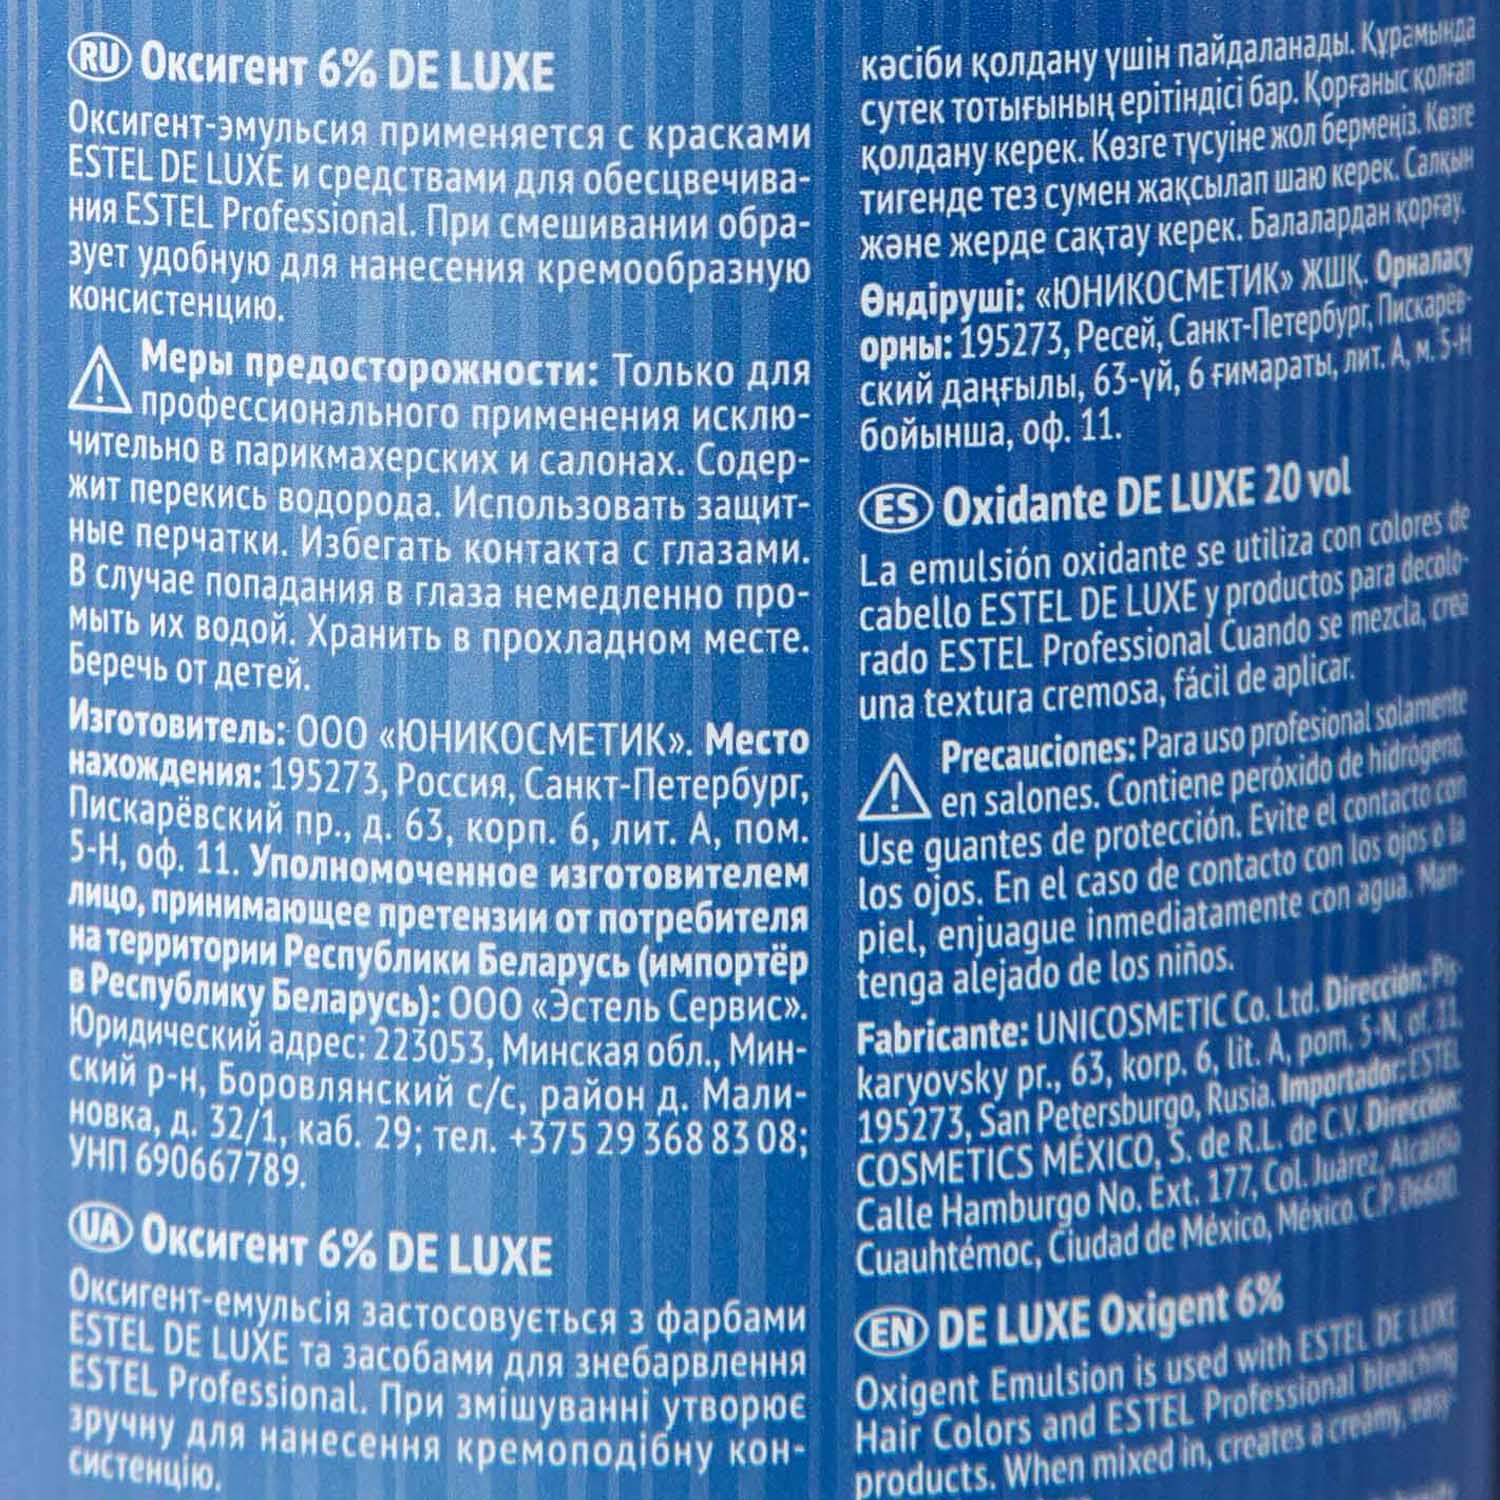 RU Оксигент 6% DE LUXE
Оксигент-эмульсия применяется с красками
ESTEL DE LUXE и средствами для обесцвечива-
ния ESTEL Professional. При смешивании обра-
зует удобную для нанесения кремообразную
консистенцию.
Меры предосторожности: Только для
профессионального применения исклю-
чительно в парикмахерских и салонах. Содер-
жит перекись водорода. Использовать защит-
ные перчатки. Избегать контакта с глазами.
В случае попадания в глаза немедленно про-
мыть их водой. Хранить в прохладном месте.
Беречь от детей.
Изготовитель: ООО «ЮНИКОСМЕТИК». Место
нахождения: 195273, Россия, Санкт-Петербург,
Пискарёвский пр., д. 63, корп. 6, лит. А, пом.
5-Н, оф. 11. Уполномоченное изготовителем
лицо, принимающее претензии от потребителя
на территории Республики Беларусь (импортёр
в Республику Беларусь): ООО «Эстель Сервис».
Юридический адрес: 223053, Минская обл., Мин-
ский р-н, Боровлянский с/с, район д. Мали-
новка, д. 32/1, каб. 29; тел. +375 29 368 83 08;
УНП 690667789.
UA Оксигент 6% DE LUXE
Оксигент-емульсія застосовується з фарбами
ESTEL DE LUXE та засобами для знебарвлення
ESTEL Professional. При змішуванні утворює
зручну для нанесення кремоподібну кон-
систенцію.
кәсіби қолдану үшін пайдаланады. Құрамында
сутек тотығының ерітіндісі бар. Қорғаныс қолғап
қолдану керек. Көзге түсуіне жол бермеңіз. Көзге
тигенде тез сумен жақсылап шаю керек. Салқын
және жерде сақтау керек. Балалардан қорғау.
Өндіруші: «ЮНИКОСМЕТИК» ЖШҚ. Орналасу
орны: 195273, Ресей, Санкт-Петербург, Пискарёв-
ский даңғылы, 63-үй, 6 ғимараты, лит. А, м. 5-Н
бойынша, оф. 11.
ES Oxidante DE LUXE 20 vol
La emulsión oxidante se utiliza con colores de
cabello ESTEL DE LUXE y productos para decolo-
rado ESTEL Professional Cuando se mezcla, crea
una textura cremosa, fácil de aplicar.
Precauciones: Para uso profesional solamente
en salones. Contiene peróxido de hidrógeno.
Use guantes de protección. Evite el contacto con
los ojos. En el caso de contacto con los ojos o la
piel, enjuague inmediatamente con agua. Man-
tenga alejado de los niños.
Fabricante: UNICOSMETIC Co. Ltd. Dirección: Pis-
karyovsky pr., 63, korp. 6, lit. A, pom. 5-N, of. 11,
195273, San Petersburgo, Rusia. Importador: ESTEL
COSMETICS MÉXICO, S. de R.L. de C.V. Dirección:
Calle Hamburgo No. Ext. 177, Col. Juárez, Alcaldía
Cuauhtémoc, Ciudad de México, México. C.P. 06600.
EN DE LUXE Oxigent 6%
Oxigent Emulsion is used with ESTEL DE LUXE
Hair Colors and ESTEL Professional bleaching
products. When mixed in, creates a creamy, easy-